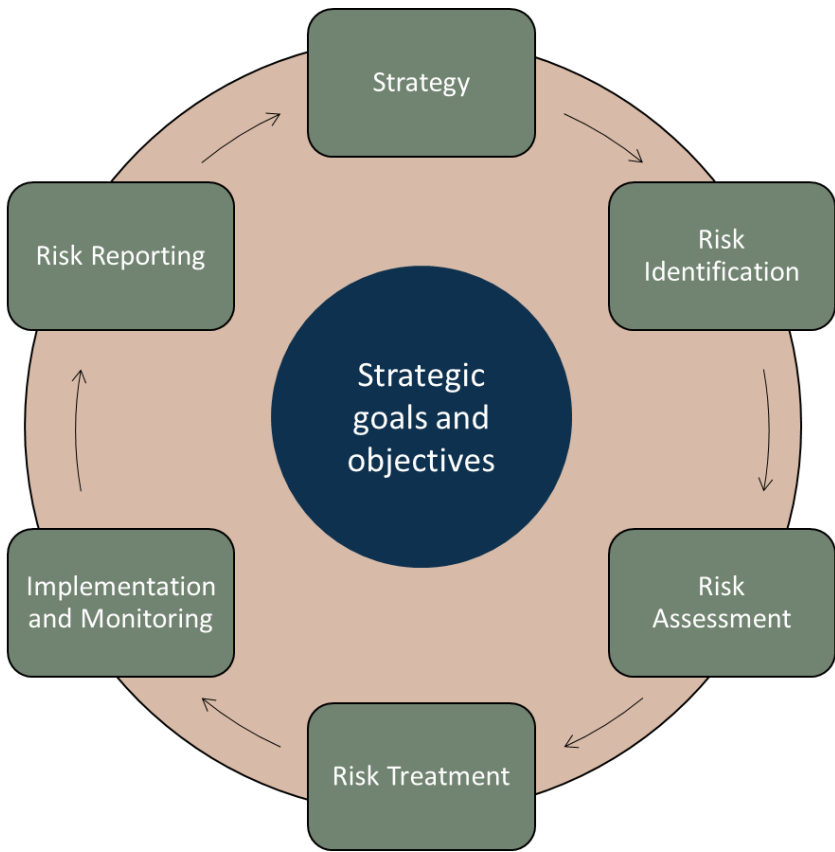 Strategy
Risk
Identification
Risk
Assessment
Risk Treatment
Implementation
and Monitoring
Risk Reporting
Strategic
goals and
objectives